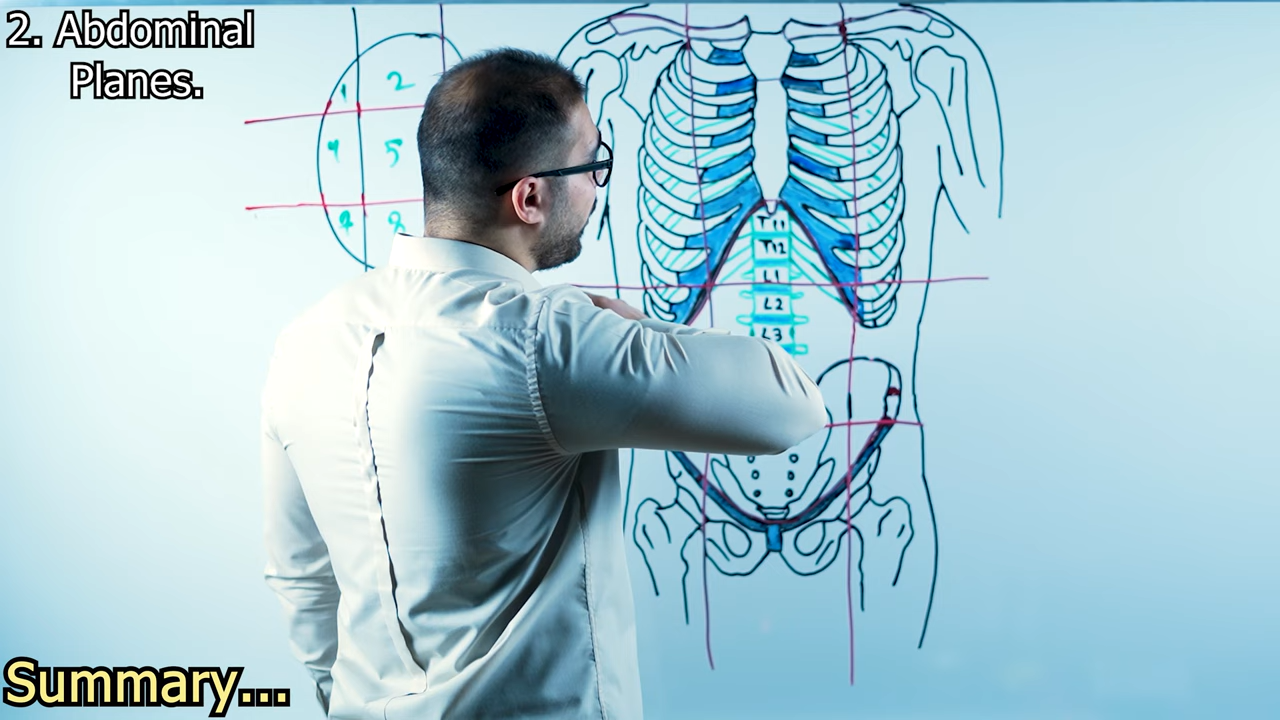 2. Abdominal
Planes.
1 2
4 5
7 8
T11
T12
L1
L2
L3
Summary...